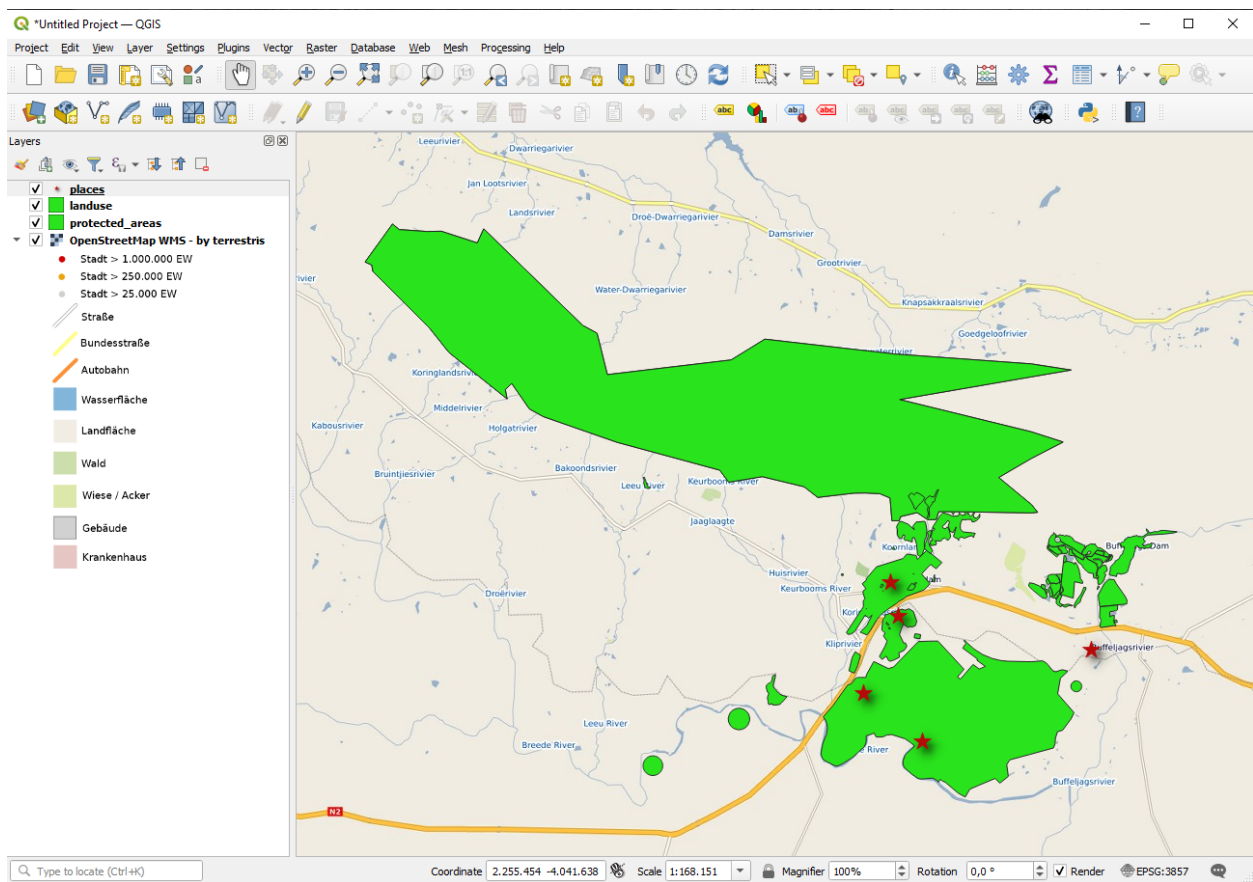 *Untitled Project — QGIS
Project Edit View Layer Settings Plugins Vector Raster Database Web Mesh Processing Help
Layers
places
landuse
protected_areas
OpenStreetMap WMS - by terrestris
Stadt > 1.000.000 EW
Stadt > 250.000 EW
Stadt > 25.000 EW
Straße
Bundesstraße
Autobahn
Wasserfläche
Landfläche
Wald
Wiese / Acker
Gebäude
Krankenhaus
Leeurivier
Dwarriegarivier
Jan Lootsrivier
Landsrivier
Droë-Dwarriegarivier
Damsrivier
Grootrivier
Water-Dwarriegarivier
Knapsakkraalsrivier
Goedgeloofrivier
Middelrivier
Kabousrivier
Holgatrivier
Bruintjiesrivier
Bakoondsrivier
Leeu River
Keurbooms River
Jaaglaagte
Huisrivier
Keurbooms River
Droërivier
Kliprivier
Buffeljagsrivier
Leeu River
Breede River
River
Buffeljagsrivier
N2
Type to locate (Ctrl+K)
Coordinate 2.255.454 -4.041.638 Scale 1:168.151 Magnifier 100% Rotation 0,0 ° Render EPSG:3857